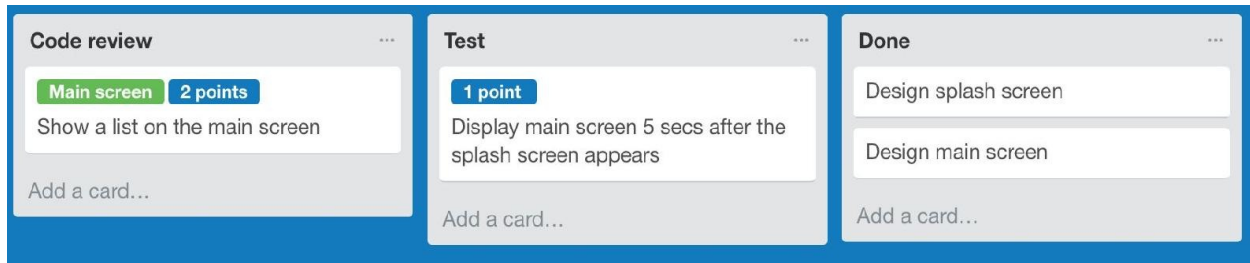 Code review
Main screen 2 points
Show a list on the main screen
Add a card...
Test
1 point
Display main screen 5 secs after the
splash screen appears
Add a card...
Done
Design splash screen
Design main screen
Add a card...